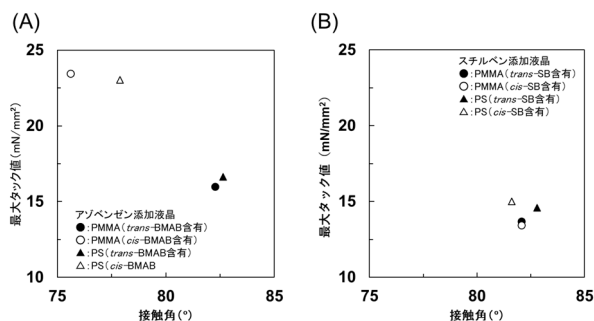 (A)
25
20
15
10
最大タック値(mN/mm²)
アゾベンゼン添加液晶
●:PMMA(trans-BMAB含有)
○:PMMA(cis-BMAB含有)
▲:PS(trans-BMAB含有)
△:PS(cis-BMAB
75
80
85
接触角(°)
(B)
25
20
15
10
最大タック値 (mN/mm²)
スチルベン添加液晶
●:PMMA(trans-SB含有)
○:PMMA(cis-SB含有)
▲:PS(trans-SB含有)
△:PS(cis-SB含有)
75
80
85
接触角(°)